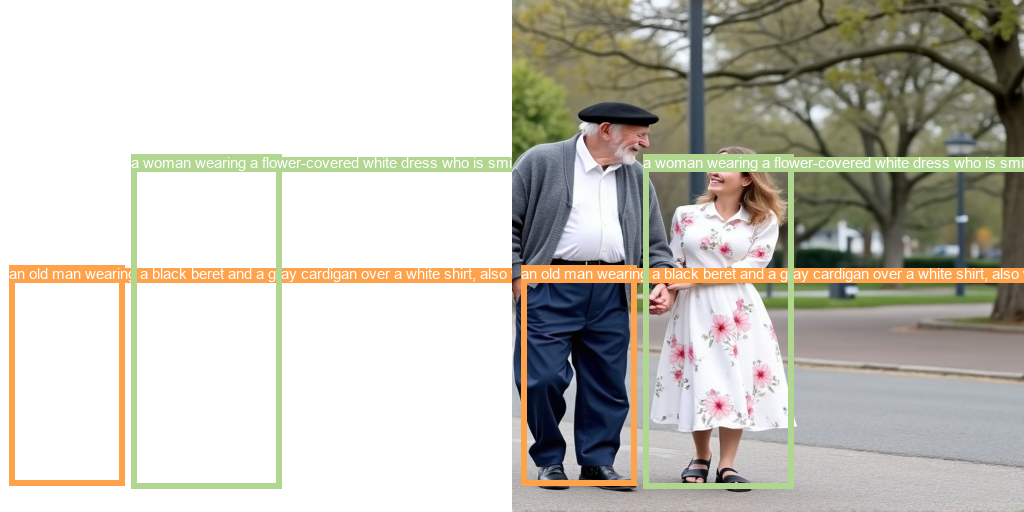 a woman wearing a flower-covered white dress who is smi
a woman wearing a flower-covered white dress who is smi
an old man wearing a black beret and a gray cardigan over a white shirt, also
an old man wearing a black beret and a gray cardigan over a white shirt, also